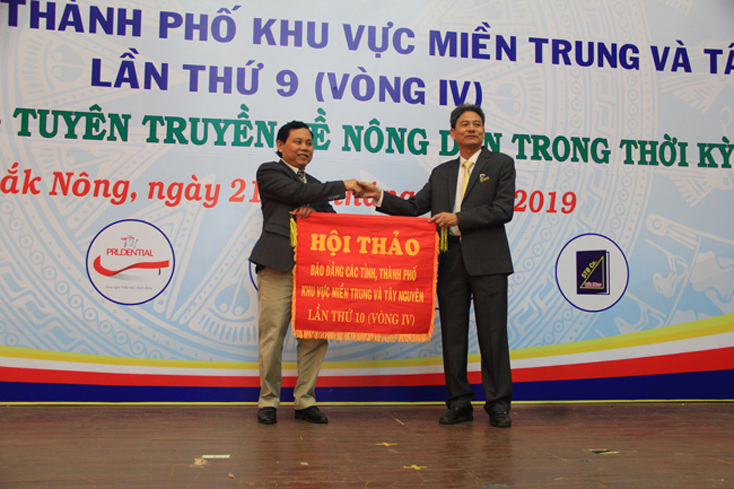 THÀNH PHỐ KHU VỰC MIỀN TRUNG VÀ TÂ
LẦN THỨ 9 (VÒNG IV)
TUYÊN TRUYỀN VỀ NÔNG DÂN TRONG THỜI KỲ
ắk Nông, ngày 21 2019
PRUDENTIAL
STB Co.
HỘI THẢO
BÁO ĐẢNG CÁC TỈNH, THÀNH PHỐ
KHU VỰC MIỀN TRUNG VÀ TÂY NGUYÊN
LẦN THỨ 10 (VÒNG IV)